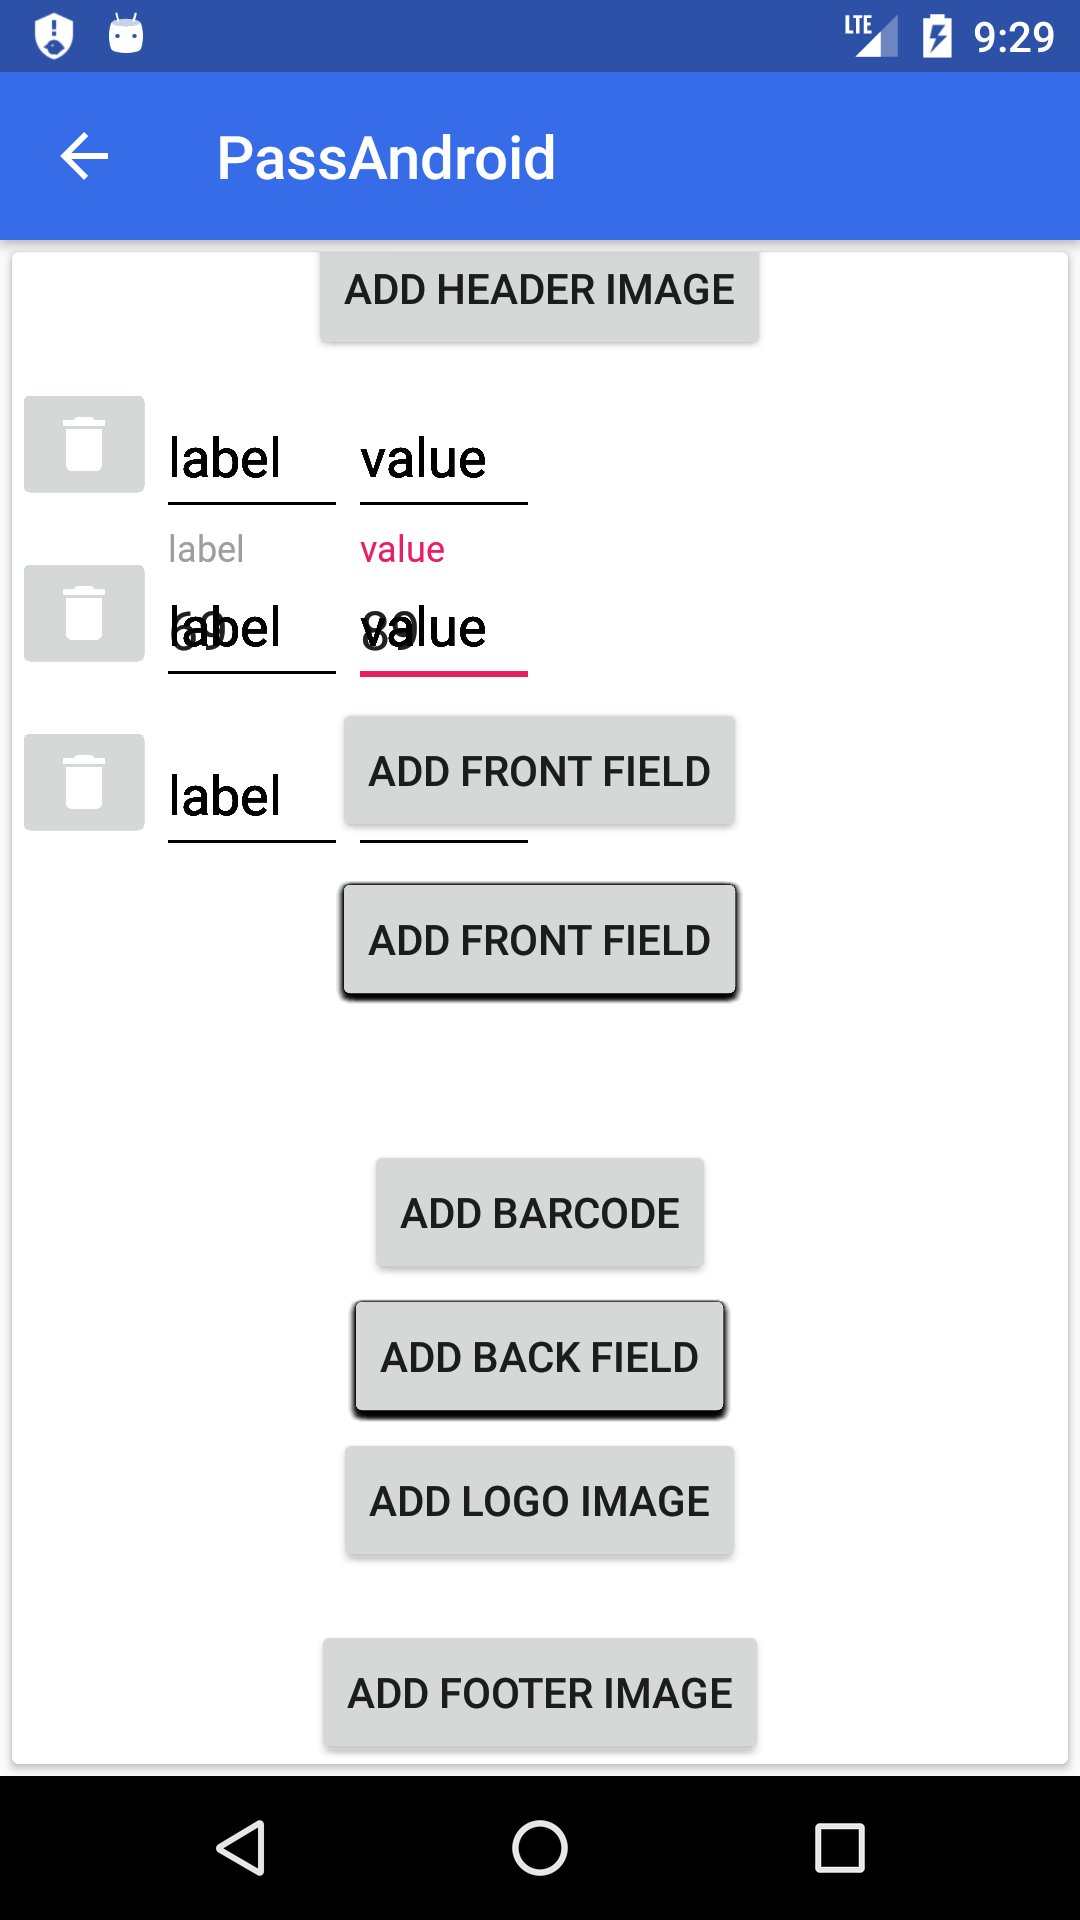 LTE 9:29
PassAndroid
ADD HEADER IMAGE
label value
label value
label value
69 89
label
ADD FRONT FIELD
ADD FRONT FIELD
ADD BARCODE
ADD BACK FIELD
ADD LOGO IMAGE
ADD FOOTER IMAGE